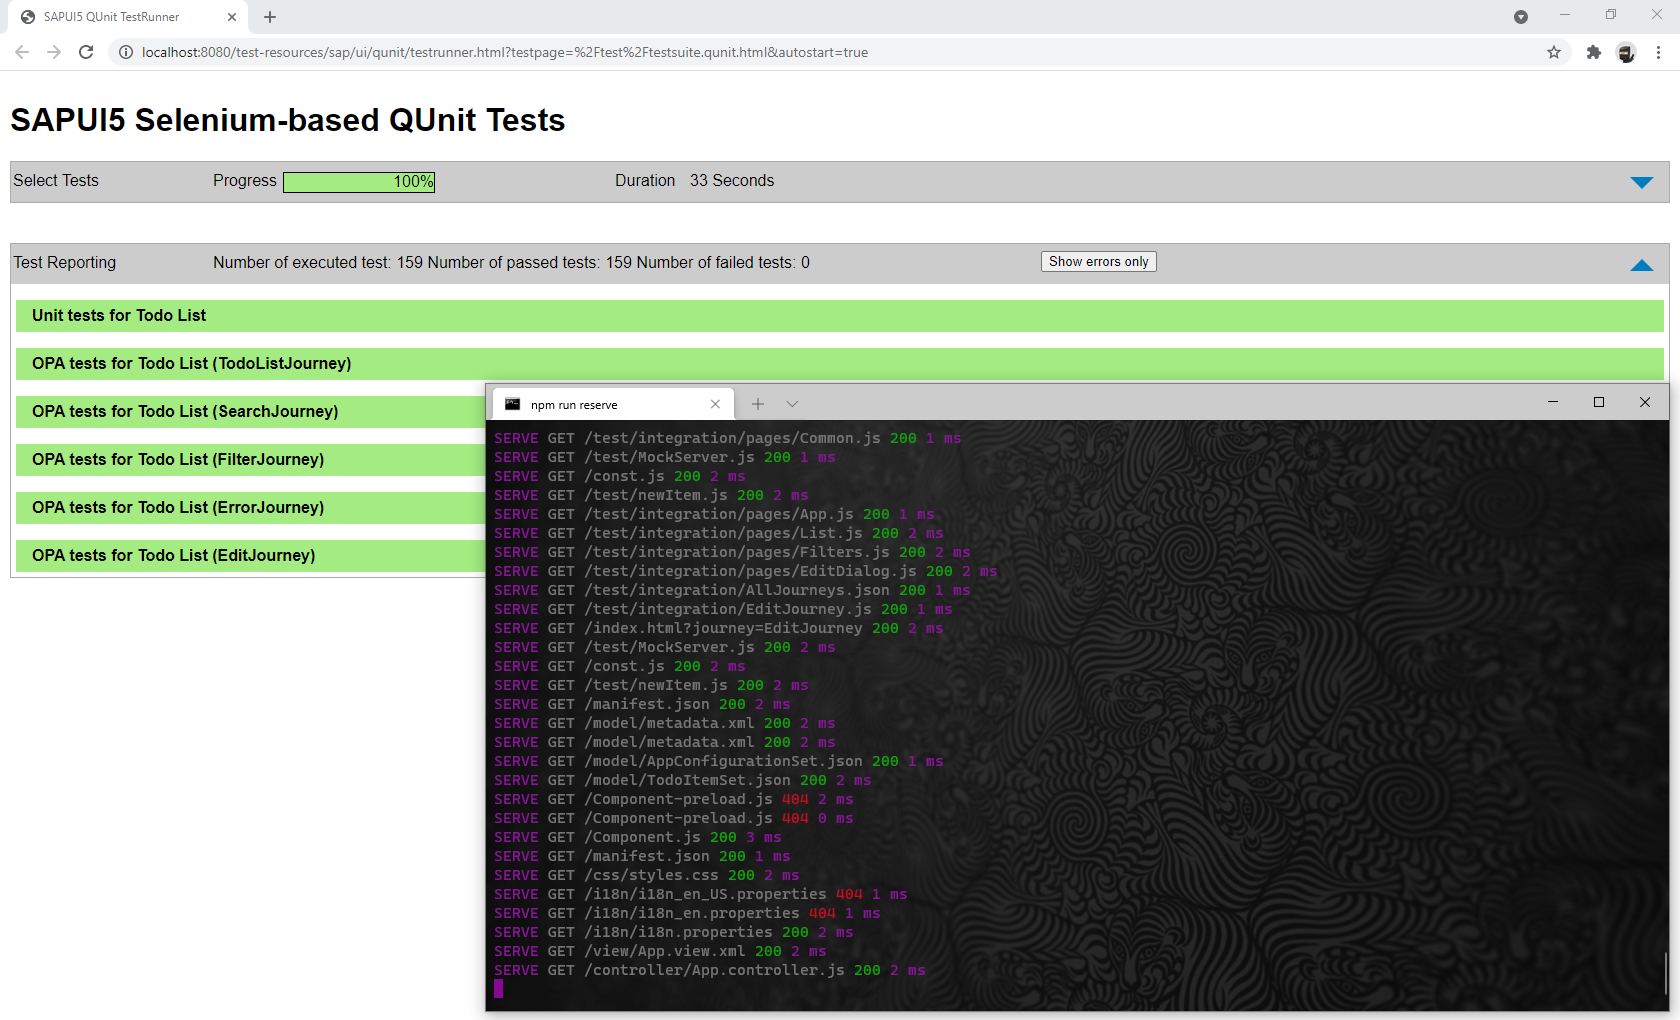 SAPUI5 QUnit TestRunner
localhost:8080/test-resources/sap/ui/qunit/testrunner.html?testpage=%2Ftest%2Ftestsuite.qunit.html&autostart=true
SAPUI5 Selenium-based QUnit Tests
Select Tests Progress 100% Duration 33 Seconds
Test Reporting Number of executed test: 159 Number of passed tests: 159 Number of failed tests: 0 Show errors only
Unit tests for Todo List
OPA tests for Todo List (TodoListJourney)
OPA tests for Todo List (SearchJourney)
OPA tests for Todo List (FilterJourney)
OPA tests for Todo List (ErrorJourney)
OPA tests for Todo List (EditJourney)
npm run reserve
SERVE GET /test/integration/pages/Common.js 200 1 ms
SERVE GET /test/MockServer.js 200 1 ms
SERVE GET /const.js 200 2 ms
SERVE GET /test/newItem.js 200 2 ms
SERVE GET /test/integration/pages/App.js 200 1 ms
SERVE GET /test/integration/pages/List.js 200 2 ms
SERVE GET /test/integration/pages/Filters.js 200 2 ms
SERVE GET /test/integration/pages/EditDialog.js 200 2 ms
SERVE GET /test/integration/AllJourneys.json 200 1 ms
SERVE GET /test/integration/EditJourney.js 200 1 ms
SERVE GET /index.html?journey=EditJourney 200 2 ms
SERVE GET /test/MockServer.js 200 2 ms
SERVE GET /const.js 200 2 ms
SERVE GET /test/newItem.js 200 2 ms
SERVE GET /manifest.json 200 2 ms
SERVE GET /model/metadata.xml 200 2 ms
SERVE GET /model/metadata.xml 200 2 ms
SERVE GET /model/AppConfigurationSet.json 200 1 ms
SERVE GET /model/TodoItemSet.json 200 2 ms
SERVE GET /Component-preload.js 404 2 ms
SERVE GET /Component-preload.js 404 0 ms
SERVE GET /Component.js 200 3 ms
SERVE GET /manifest.json 200 1 ms
SERVE GET /css/styles.css 200 2 ms
SERVE GET /i18n/i18n_en_US.properties 404 1 ms
SERVE GET /i18n/i18n_en.properties 404 1 ms
SERVE GET /i18n/i18n.properties 200 2 ms
SERVE GET /view/App.view.xml 200 2 ms
SERVE GET /controller/App.controller.js 200 2 ms